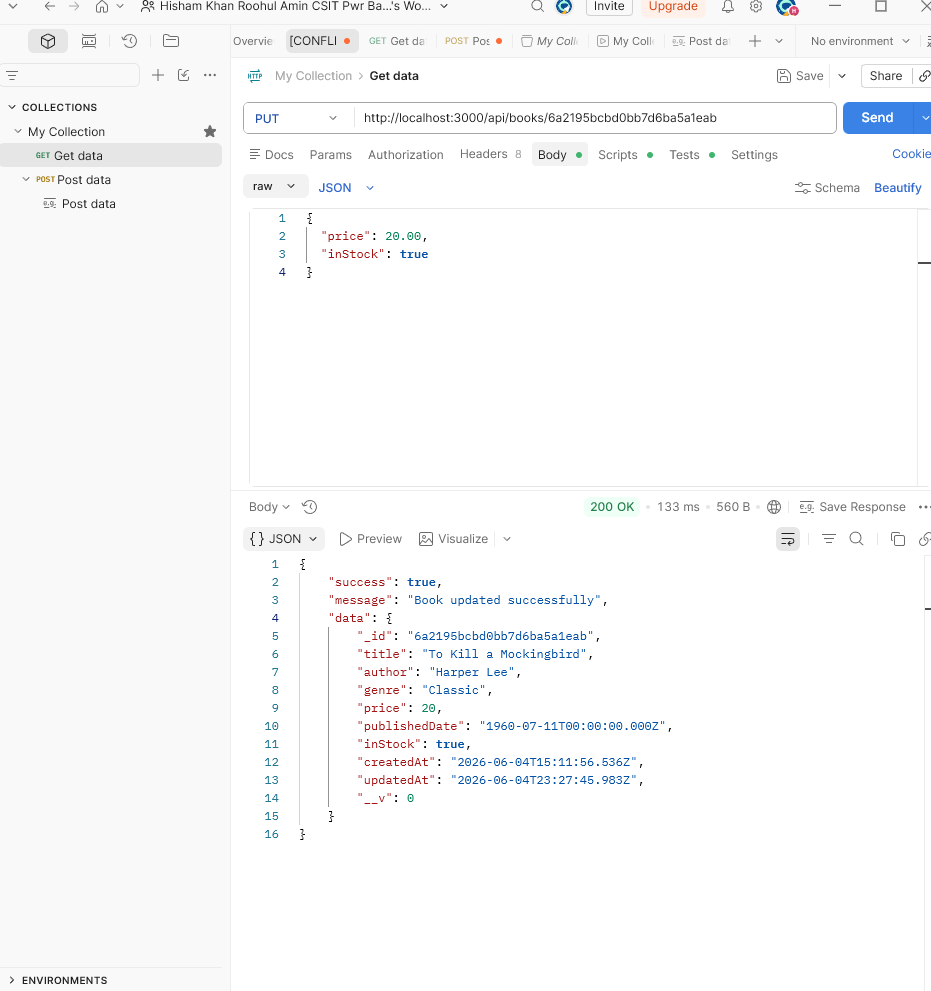 Hisham Khan Roohul Amin CSIT Pwr Ba...'s Wo...
Invite
Upgrade
Overvie
[CONFLI
GET Get da
POST Pos
My Coll
My Coll
e.g. Post da
No environment
HTTP
My Collection > Get data
Save
Share
COLLECTIONS
My Collection
GET Get data
POST Post data
e.g. Post data
PUT
http://localhost:3000/api/books/6a2195bcbd0bb7d6ba5a1eab
Send
Docs Params Authorization Headers 8 Body Scripts Tests Settings
Cookie
raw JSON
Schema Beautify
1 {
2 "price": 20.00,
3 "inStock": true
4 }
Body
200 OK • 133 ms • 560 B
e.g. Save Response
{} JSON Preview Visualize
1 {
2 "success": true,
3 "message": "Book updated successfully",
4 "data": {
5 "_id": "6a2195bcbd0bb7d6ba5a1eab",
6 "title": "To Kill a Mockingbird",
7 "author": "Harper Lee",
8 "genre": "Classic",
9 "price": 20,
10 "publishedDate": "1960-07-11T00:00:00.000Z",
11 "inStock": true,
12 "createdAt": "2026-06-04T15:11:56.536Z",
13 "updatedAt": "2026-06-04T23:27:45.983Z",
14 "__v": 0
15 }
16 }
ENVIRONMENTS